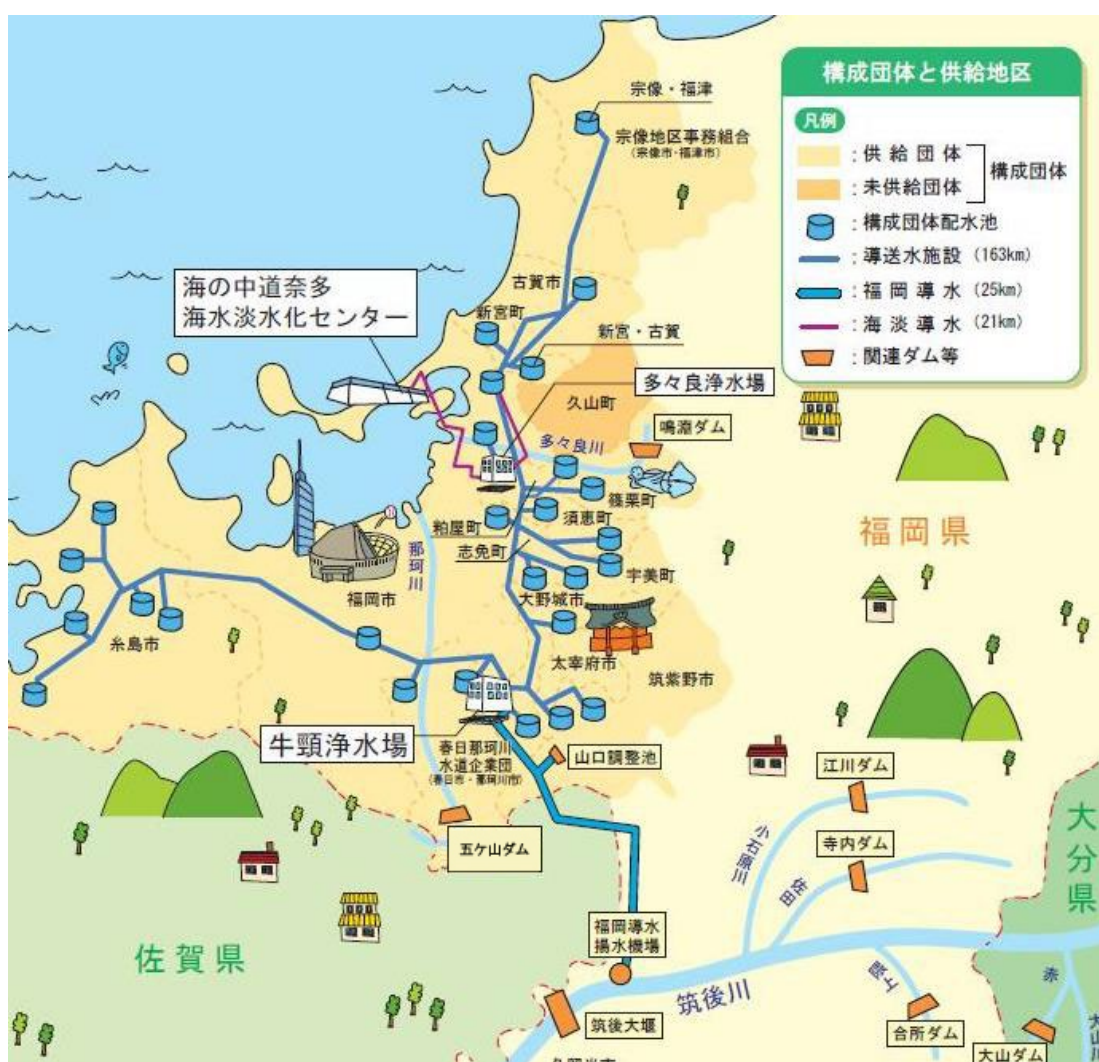 構成団体と供給地区
凡例
：供給団体
：未供給団体
構成団体
：構成団体配水池
：導送水施設（163km）
：福岡導水（25km）
：海淡導水（21km）
：関連ダム等
宗像・福津
宗像地区事務組合
（宗像市・福津市）
海の中道奈多
海水淡水化センター
古賀市
新宮町
新宮・古賀
多々良浄水場
久山町
鳴淵ダム
多々良川
篠栗町
粕屋町
須恵町
志免町
宇美町
那珂川
福岡市
大野城市
太宰府市
筑紫野市
糸島市
福岡県
牛頸浄水場
春日那珂川
水道企業団
（春日市・那珂川市）
山口調整池
五ケ山ダム
江川ダム
小石原川
寺内ダム
佐田
大分県
佐賀県
福岡導水
揚水機場
筑後川
筑後大堰
合所ダム
赤
大山川
大山ダム